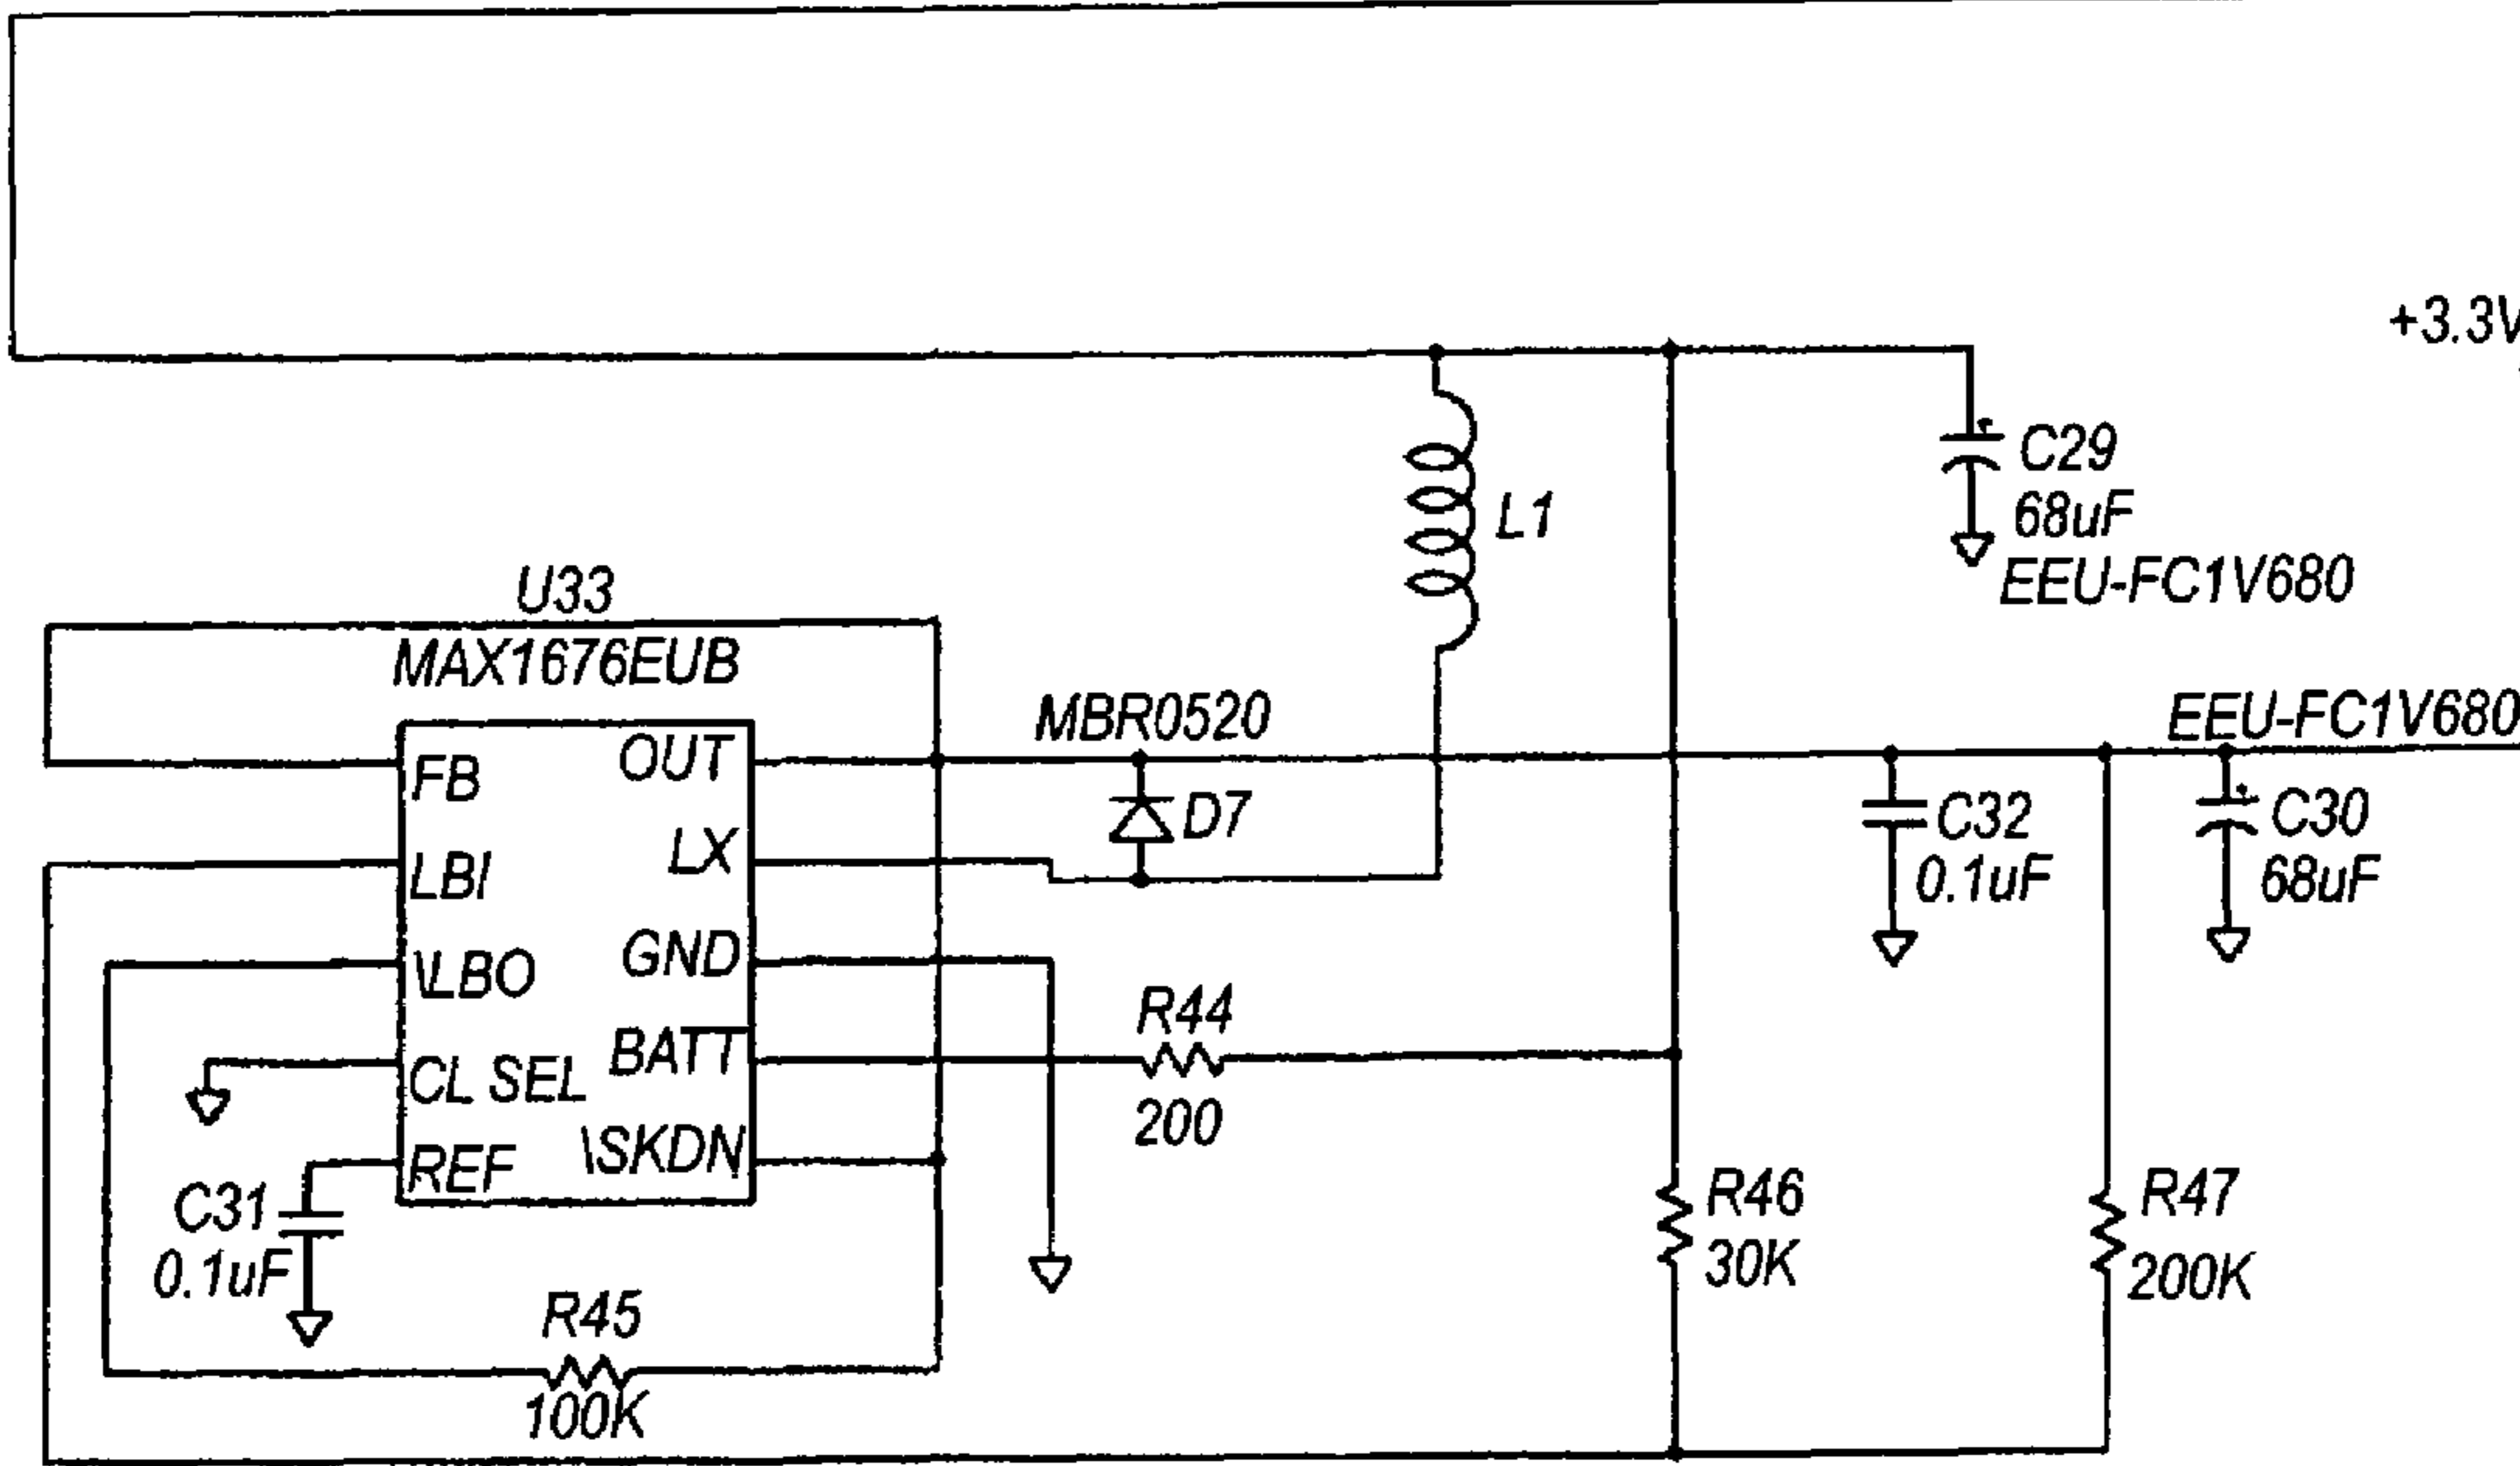 +3.3V
C29
68uF
EEU-FC1V680
L1
U33
MAX1676EUB
MBR0520
EEU-FC1V680
FB
OUT
D7
C32
0.1uF
C30
68uF
LBI
LX
\LBO
GND
R44
200
CL SEL
BATT
REF
\SKDN
C31
0.1uF
R46
30K
R47
200K
R45
100K